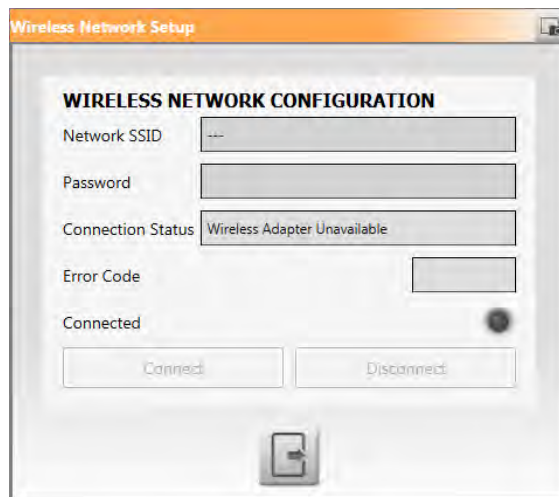 Wireless Network Setup
WIRELESS NETWORK CONFIGURATION
Network SSID ---
Password
Connection Status Wireless Adapter Unavailable
Error Code
Connected
Connect Disconnect